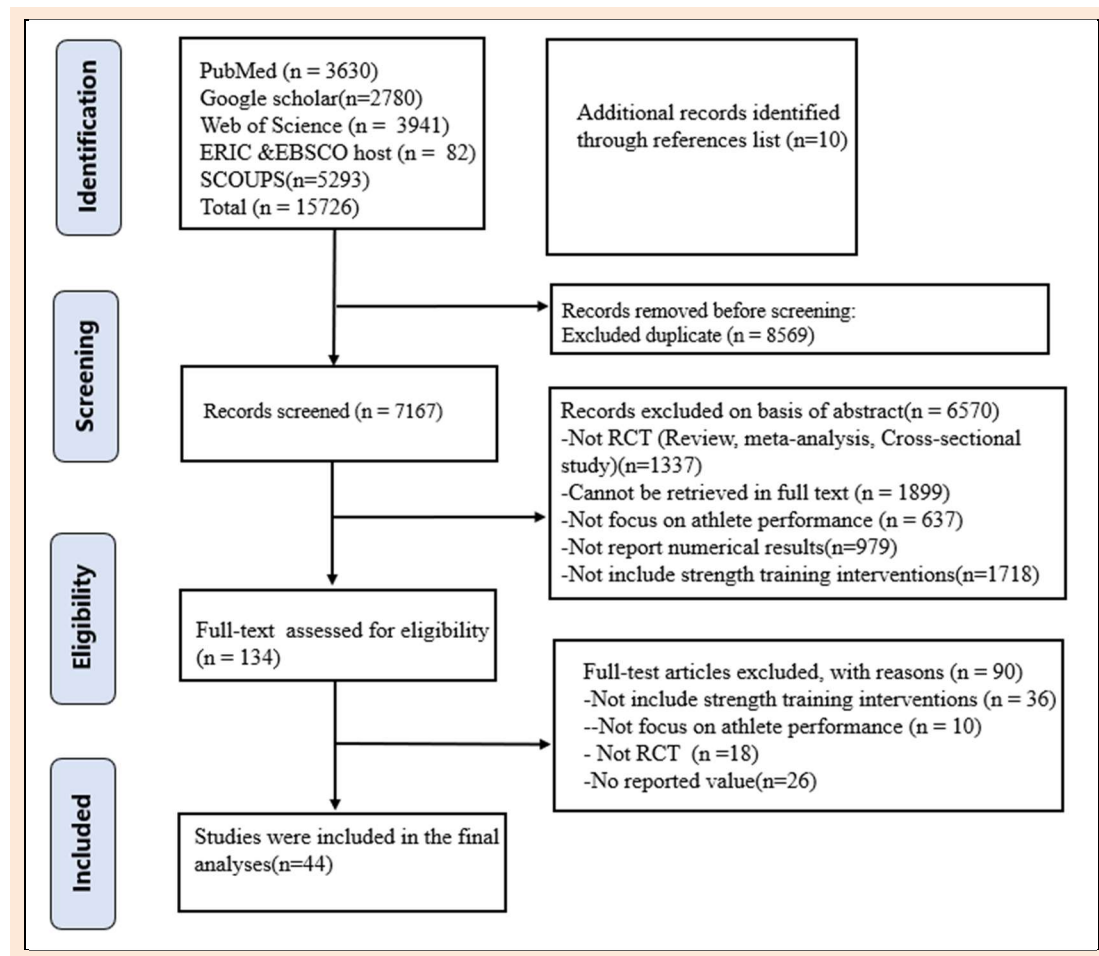 Identification
PubMed (n = 3630)
Google scholar(n=2780)
Web of Science (n = 3941)
ERIC &EBSCO host (n = 82)
SCOUPS(n=5293)
Total (n = 15726)
Additional records identified
through references list (n=10)
Screening
Records removed before screening:
Excluded duplicate (n = 8569)
Records screened (n = 7167)
Records excluded on basis of abstract(n = 6570)
-Not RCT (Review, meta-analysis, Cross-sectional
study)(n=1337)
-Cannot be retrieved in full text (n = 1899)
-Not focus on athlete performance (n = 637)
-Not report numerical results(n=979)
-Not include strength training interventions(n=1718)
Eligibility
Full-text assessed for eligibility
(n = 134)
Full-test articles excluded, with reasons (n = 90)
-Not include strength training interventions (n = 36)
--Not focus on athlete performance (n = 10)
- Not RCT (n =18)
-No reported value(n=26)
Included
Studies were included in the final
analyses(n=44)